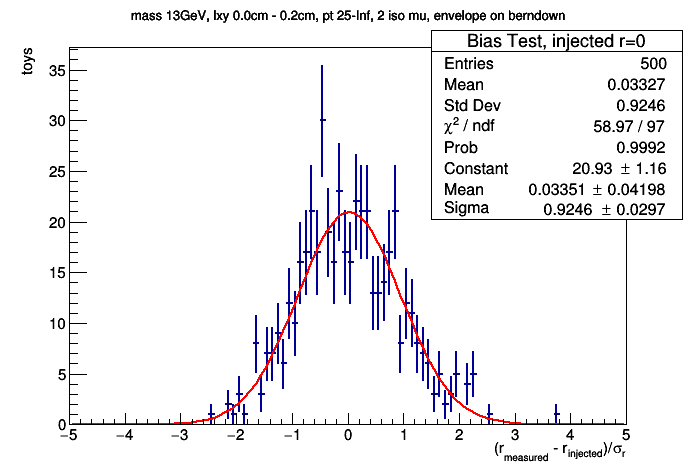 mass 13GeV, lxy 0.0cm - 0.2cm, pt 25-Inf, 2 iso mu, envelope on berndown
toys
Bias Test, injected r=0
Entries 500
Mean 0.03327
Std Dev 0.9246
χ² / ndf 58.97 / 97
Prob 0.9992
Constant 20.93 ± 1.16
Mean 0.03351 ± 0.04198
Sigma 0.9246 ± 0.0297
35
30
25
20
15
10
5
0
−5 −4 −3 −2 −1 0 1 2 3 4 5
(r_measured - r_injected)/σ_r